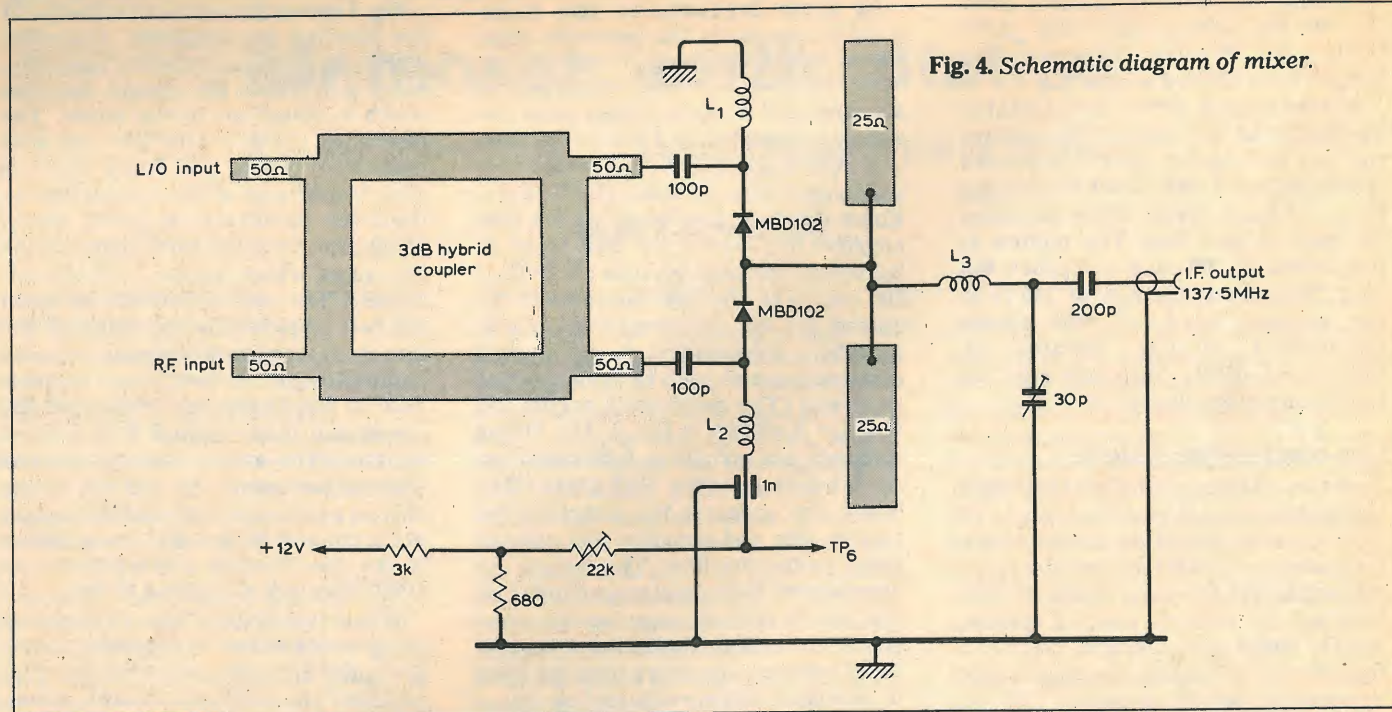 Fig. 4. Schematic diagram of mixer.
L1
25Ω
L/O input
50Ω
50Ω
100p
MBD102
3dB hybrid
coupler
L3
I.F. output
137·5MHz
200p
MBD102
R.F. input
50Ω
50Ω
100p
30p
25Ω
L2
1n
+12V
3k
22k
TP6
680